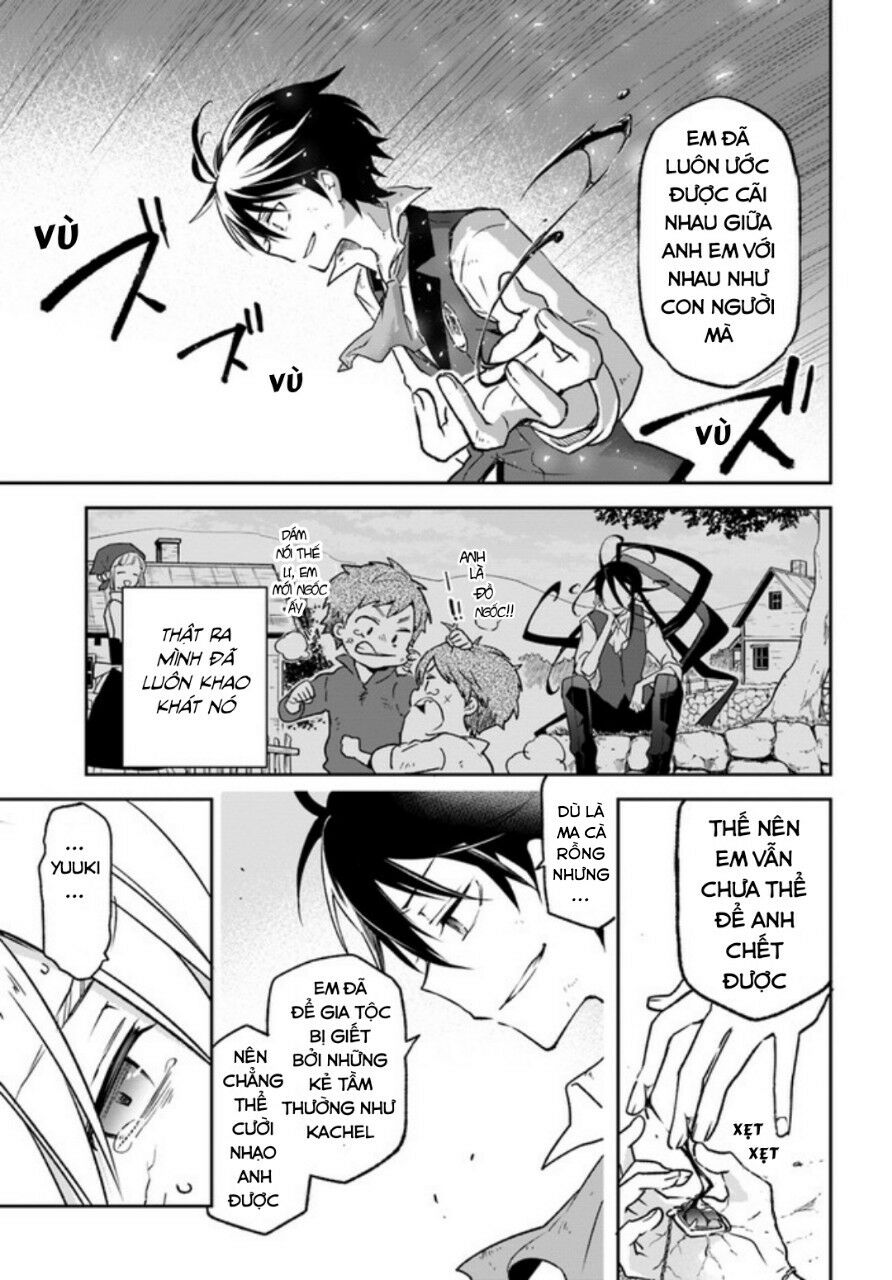 EM ĐÃ
LUÔN ƯỚC
ĐƯỢC CÃI
NHAU GIỮA
ANH EM VỚI
NHAU NHƯ
CON NGƯỜI
MÀ
VÙ
ズ
ズ
VÙ
VÙ
ズ
ANH
LÀ
ĐỒ
NGỐC!!
DÁM
NÓI THẾ
Ư, EM
MỚI NGỐC
ẤY
THẬT RA
MÌNH ĐÃ
LUÔN KHAO
KHÁT NÓ
THẾ NÊN
EM VẪN
CHƯA THỂ
ĐỂ ANH
CHẾT
ĐƯỢC
XẸT
XẸT
DÙ LÀ
MA CÀ
RỒNG
NHƯNG
...
EM ĐÃ
ĐỂ GIA TỘC
BỊ GIẾT
BỞI NHỮNG
KẺ TẦM
THƯỜNG NHƯ
KACHEL
NÊN
CHẲNG THỂ
CƯỜI
NHẠO ANH
ĐƯỢC
...
YUUKI
...